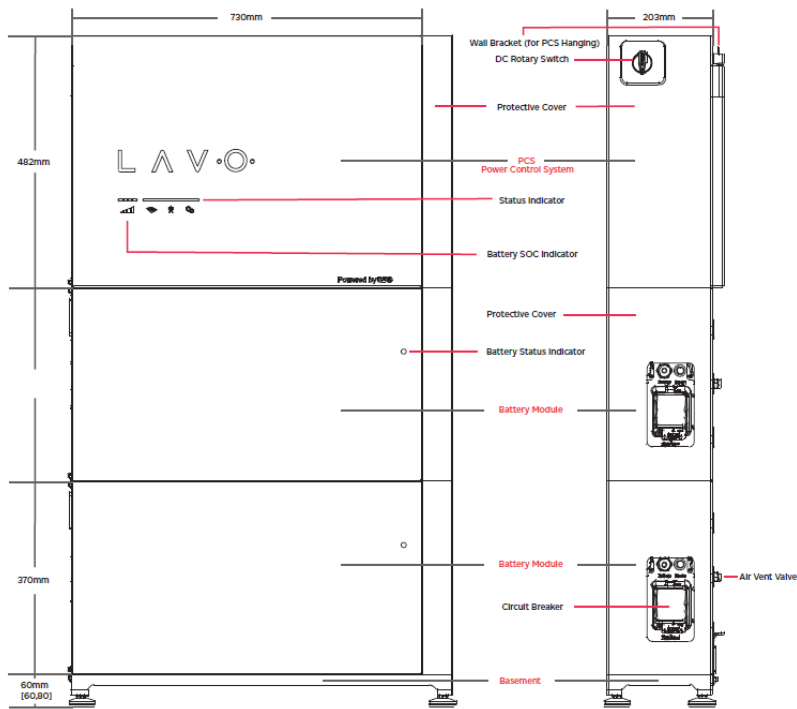 730mm
203mm
Wall Bracket (for PCS Hanging)
DC Rotary Switch
Protective Cover
482mm
LAVO
PCS
Power Control System
Status Indicator
Battery SOC Indicator
Powered by
Protective Cover
Battery Status Indicator
Battery Module
Battery Module
370mm
Air Vent Valve
Circuit Breaker
60mm
[60,80]
Basement